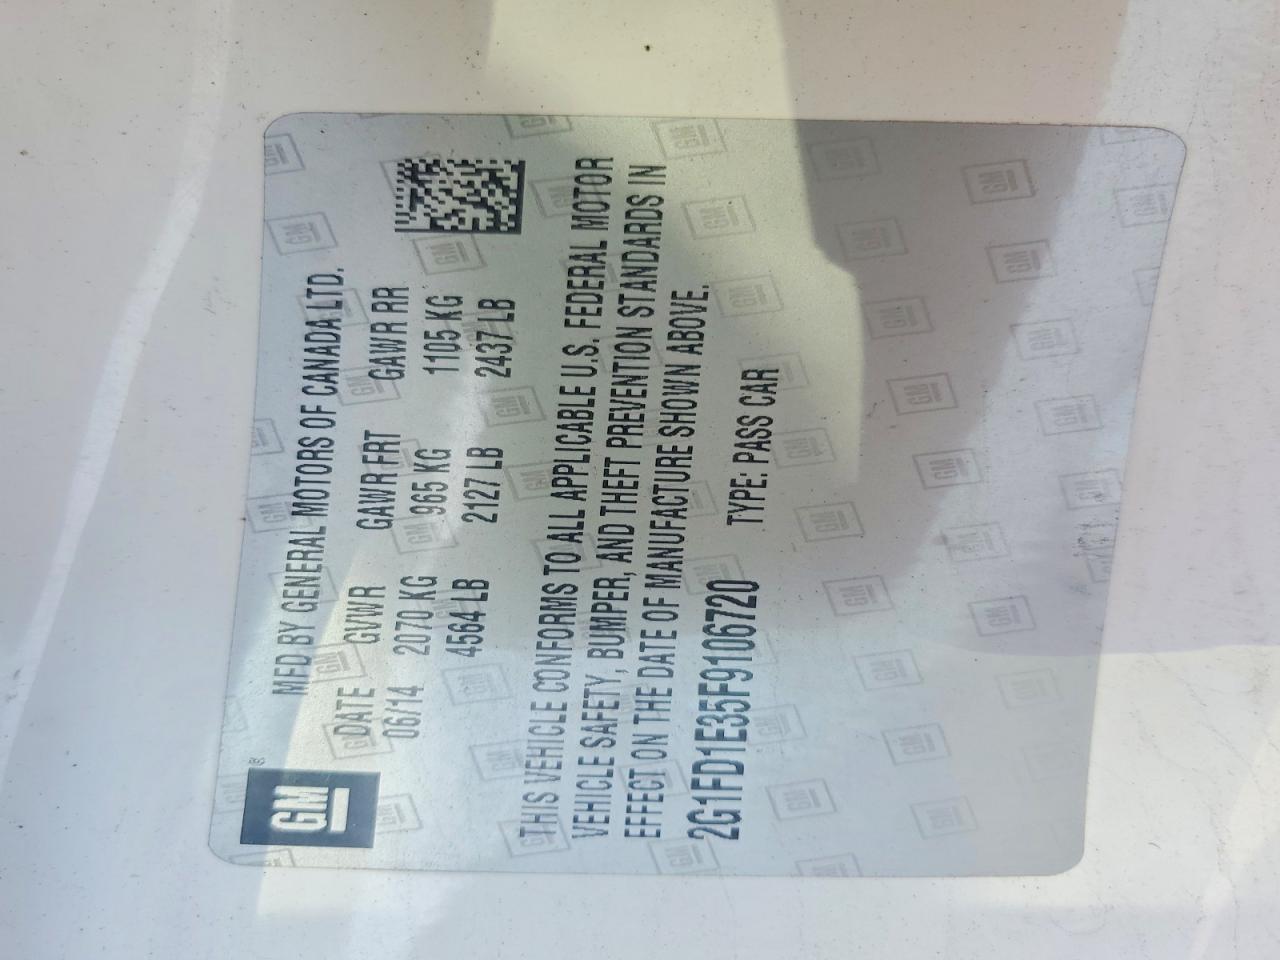 GM
MFD BY GENERAL MOTORS OF CANADA LTD.
DATE GVWR GAWR FRT GAWR RR
06/14 2070 KG 965 KG 1105 KG
4564 LB 2127 LB 2437 LB
THIS VEHICLE CONFORMS TO ALL APPLICABLE U.S. FEDERAL MOTOR
VEHICLE SAFETY, BUMPER, AND THEFT PREVENTION STANDARDS IN
EFFECT ON THE DATE OF MANUFACTURE SHOWN ABOVE.
2G1FD1E35F9106720 TYPE: PASS CAR